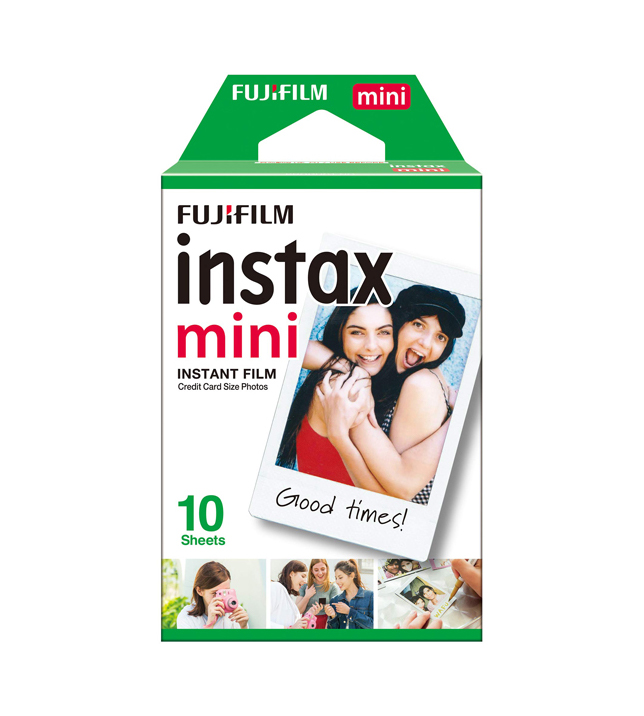 FUJIFILM mini
instax
mini
FUJIFILM
instax
mini
INSTANT FILM
Credit Card Size Photos
Good times!
10
Sheets